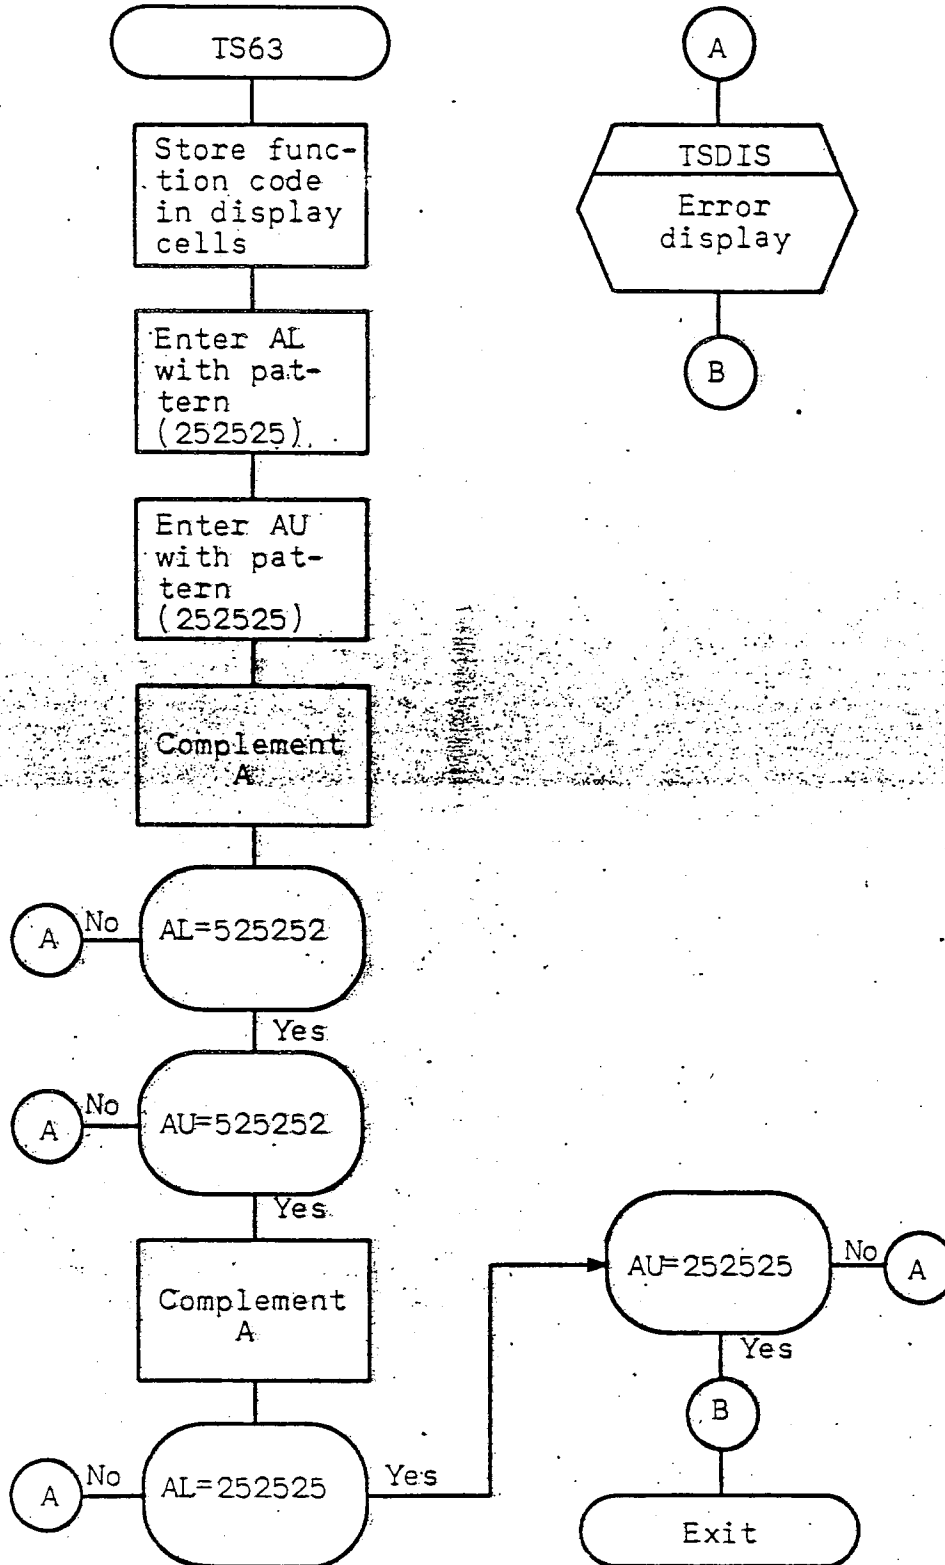 TS63
Store func-
tion code
in display
cells
Enter AL
with pat-
tern
(252525)
Enter AU
with pat-
tern
(252525)
Complement
A
A
No
AL=525252
Yes
A
No
AU=525252
Yes
Complement
A
A
No
AL=252525
Yes
A
TSDIS
Error
display
B
AU=252525
No
A
Yes
B
Exit